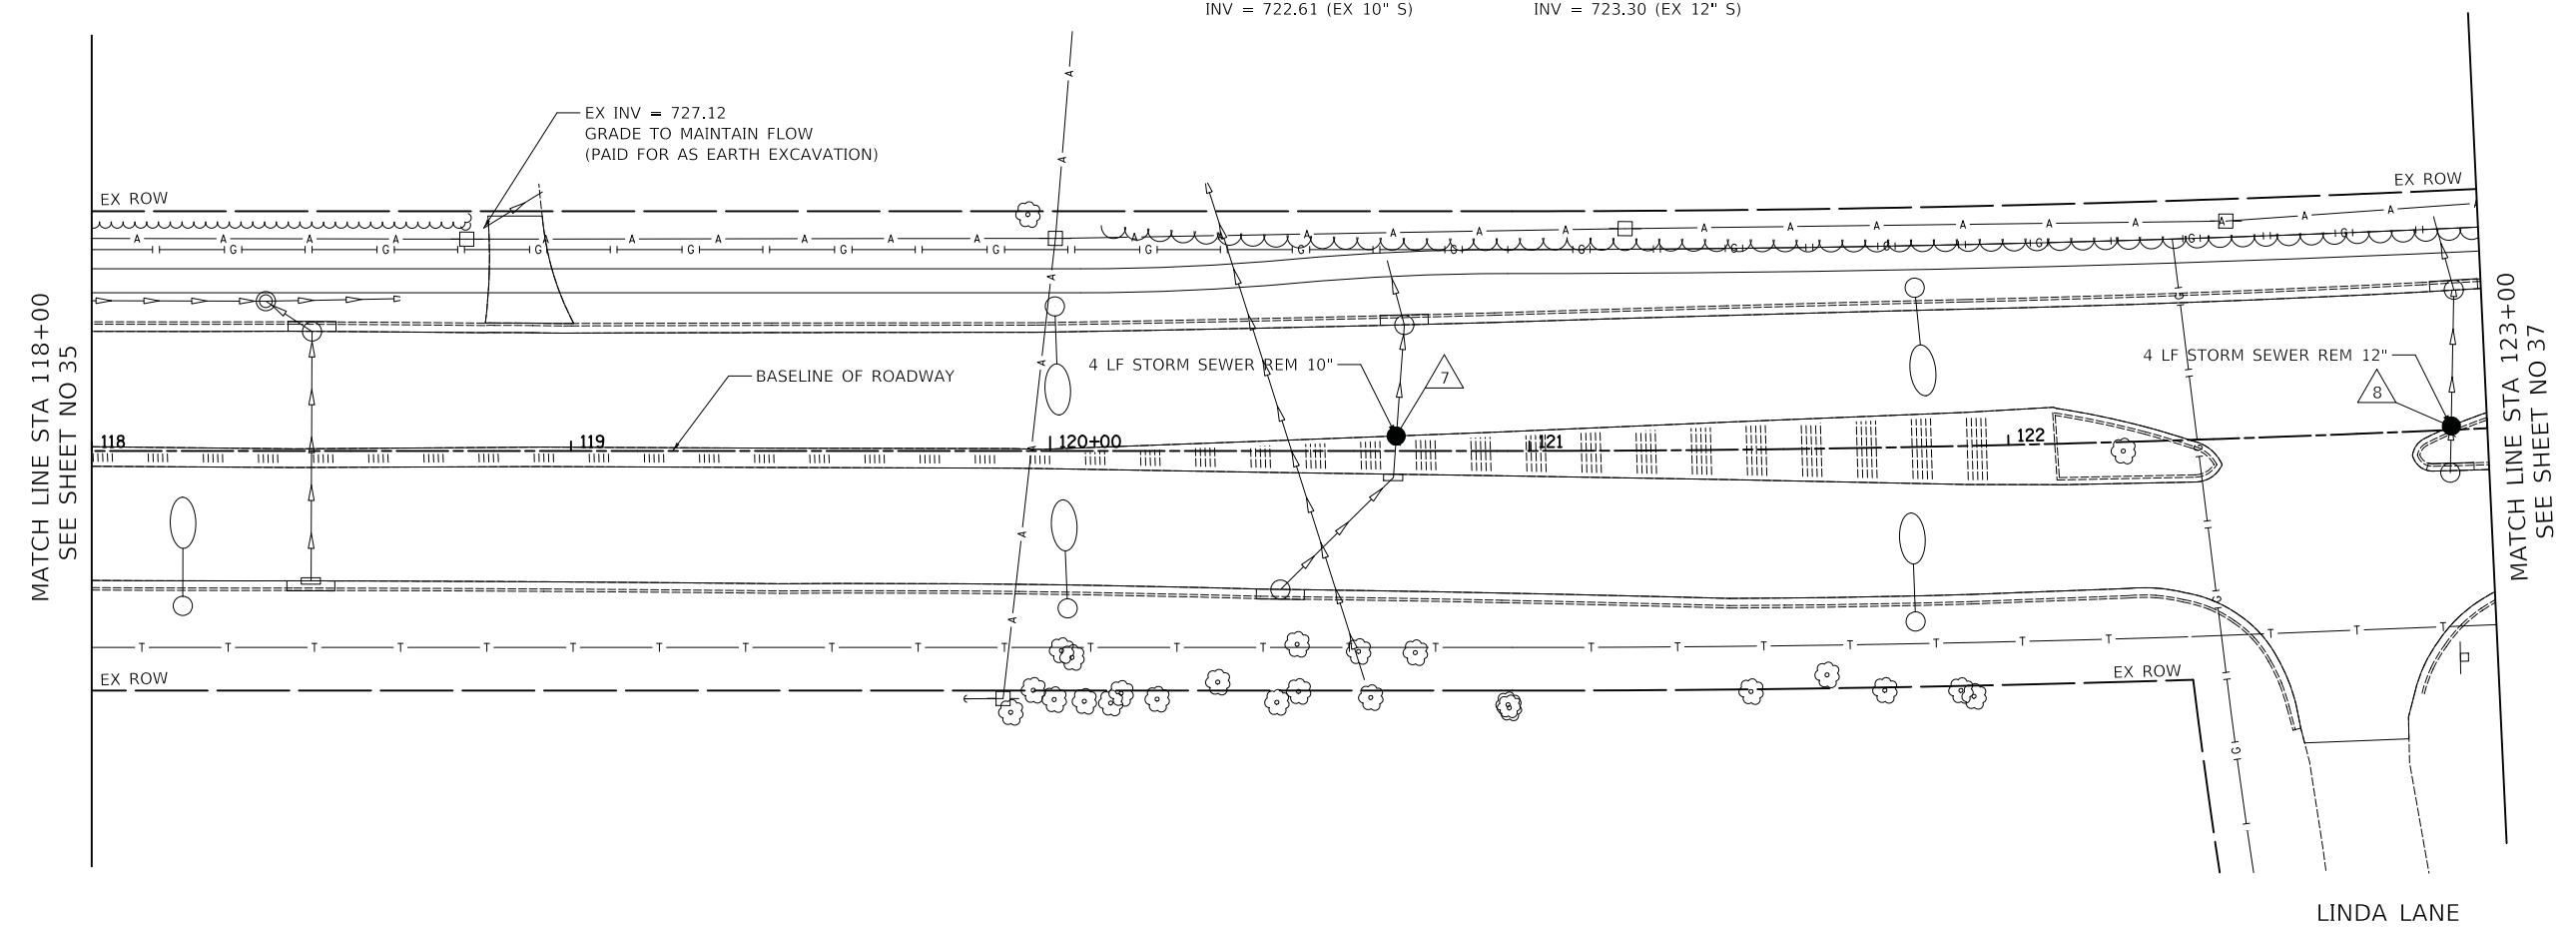 INV = 722.61 (EX 10" S)
INV = 723.30 (EX 12" S)
EX INV = 727.12
GRADE TO MAINTAIN FLOW
(PAID FOR AS EARTH EXCAVATION)
EX ROW
EX ROW
A A A A A A A A A A A A A A A A A A A A A A A A A A
G G G G G G G G G G G G G G G
MATCH LINE STA 118+00
SEE SHEET NO 35
4 LF STORM SEWER REM 10"
7
4 LF STORM SEWER REM 12"
8
BASELINE OF ROADWAY
118
119
120+00
121
122
MATCH LINE STA 123+00
SEE SHEET NO 37
T T T T T T T T T T T T T T T T T T T T T T T T T T T
EX ROW
EX ROW
LINDA LANE